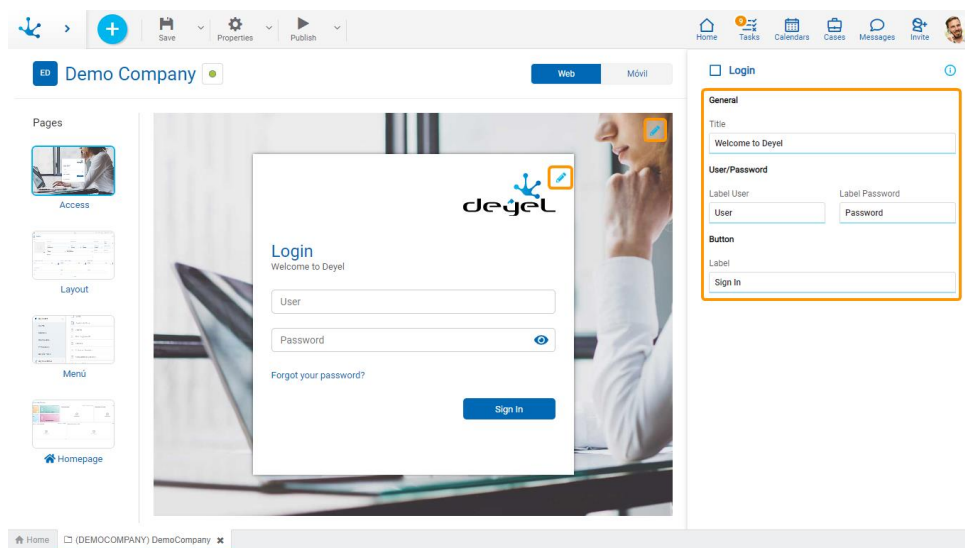 Save
Properties
Publish
Home
9
Tasks
Calendars
Cases
Messages
Invite
ED
Demo Company
Web
Móvil
Login
General
Title
Welcome to Deyel
User/Password
Label User
Label Password
User
Password
Button
Label
Sign In
Pages
Access
Layout
Menú
Homepage
deyel
Login
Welcome to Deyel
User
Password
Forgot your password?
Sign In
Home
(DEMOCOMPANY) DemoCompany